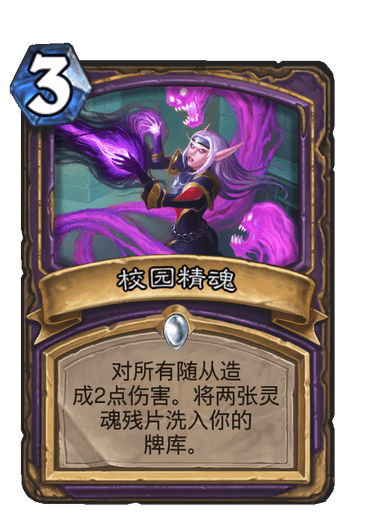 3
校园精魂
对所有随从造
成2点伤害。将两张灵
魂残片洗入你的
牌库。